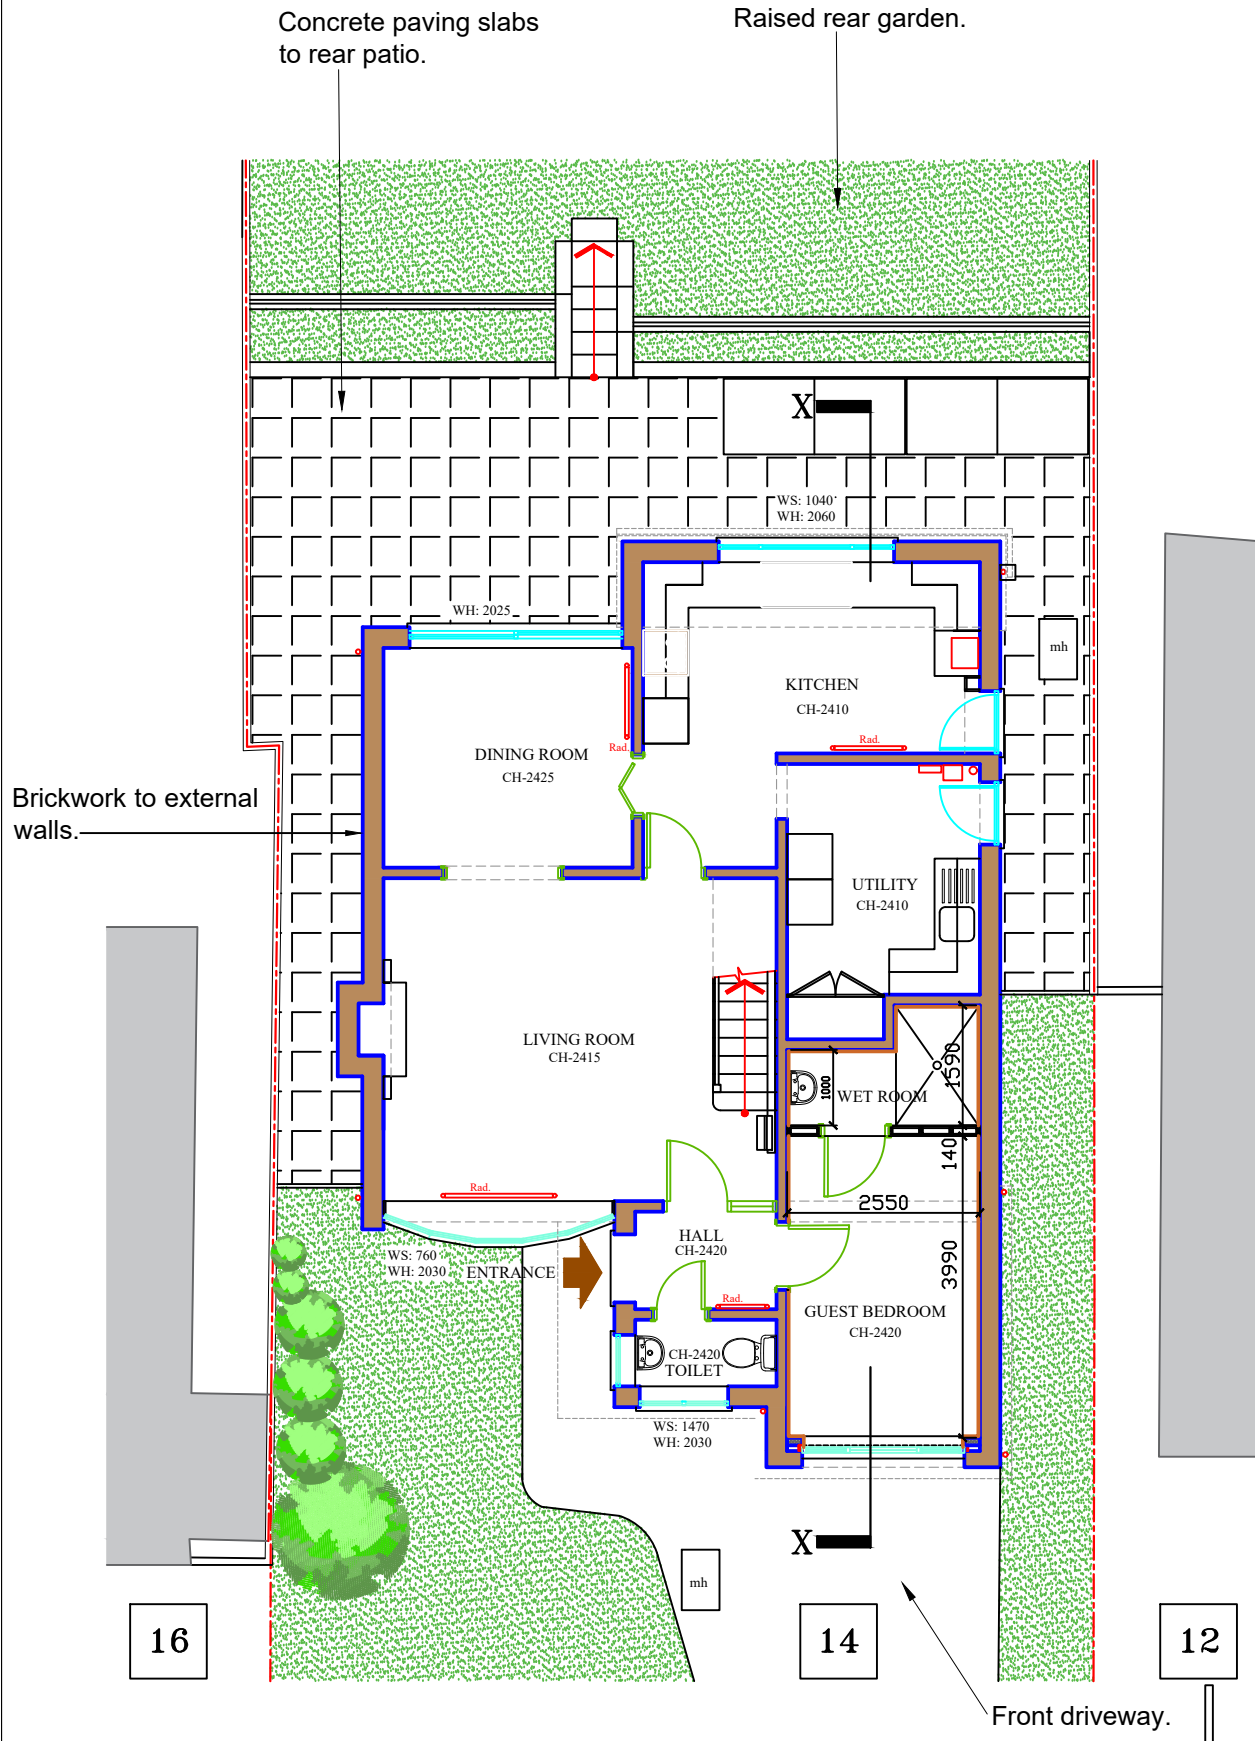 Concrete paving slabs
to rear patio.
Raised rear garden.
X
WS: 1040
WH: 2060
WH: 2025
mh
KITCHEN
CH-2410
Rad.
Rad.
DINING ROOM
CH-2425
Brickwork to external
walls.
UTILITY
CH-2410
LIVING ROOM
CH-2415
1590
1000
WET ROOM
140
2550
Rad.
HALL
CH-2420
WS: 760
WH: 2030
ENTRANCE
3990
Rad.
GUEST BEDROOM
CH-2420
CH-2420
TOILET
WS: 1470
WH: 2030
X
mh
16
14
12
Front driveway.